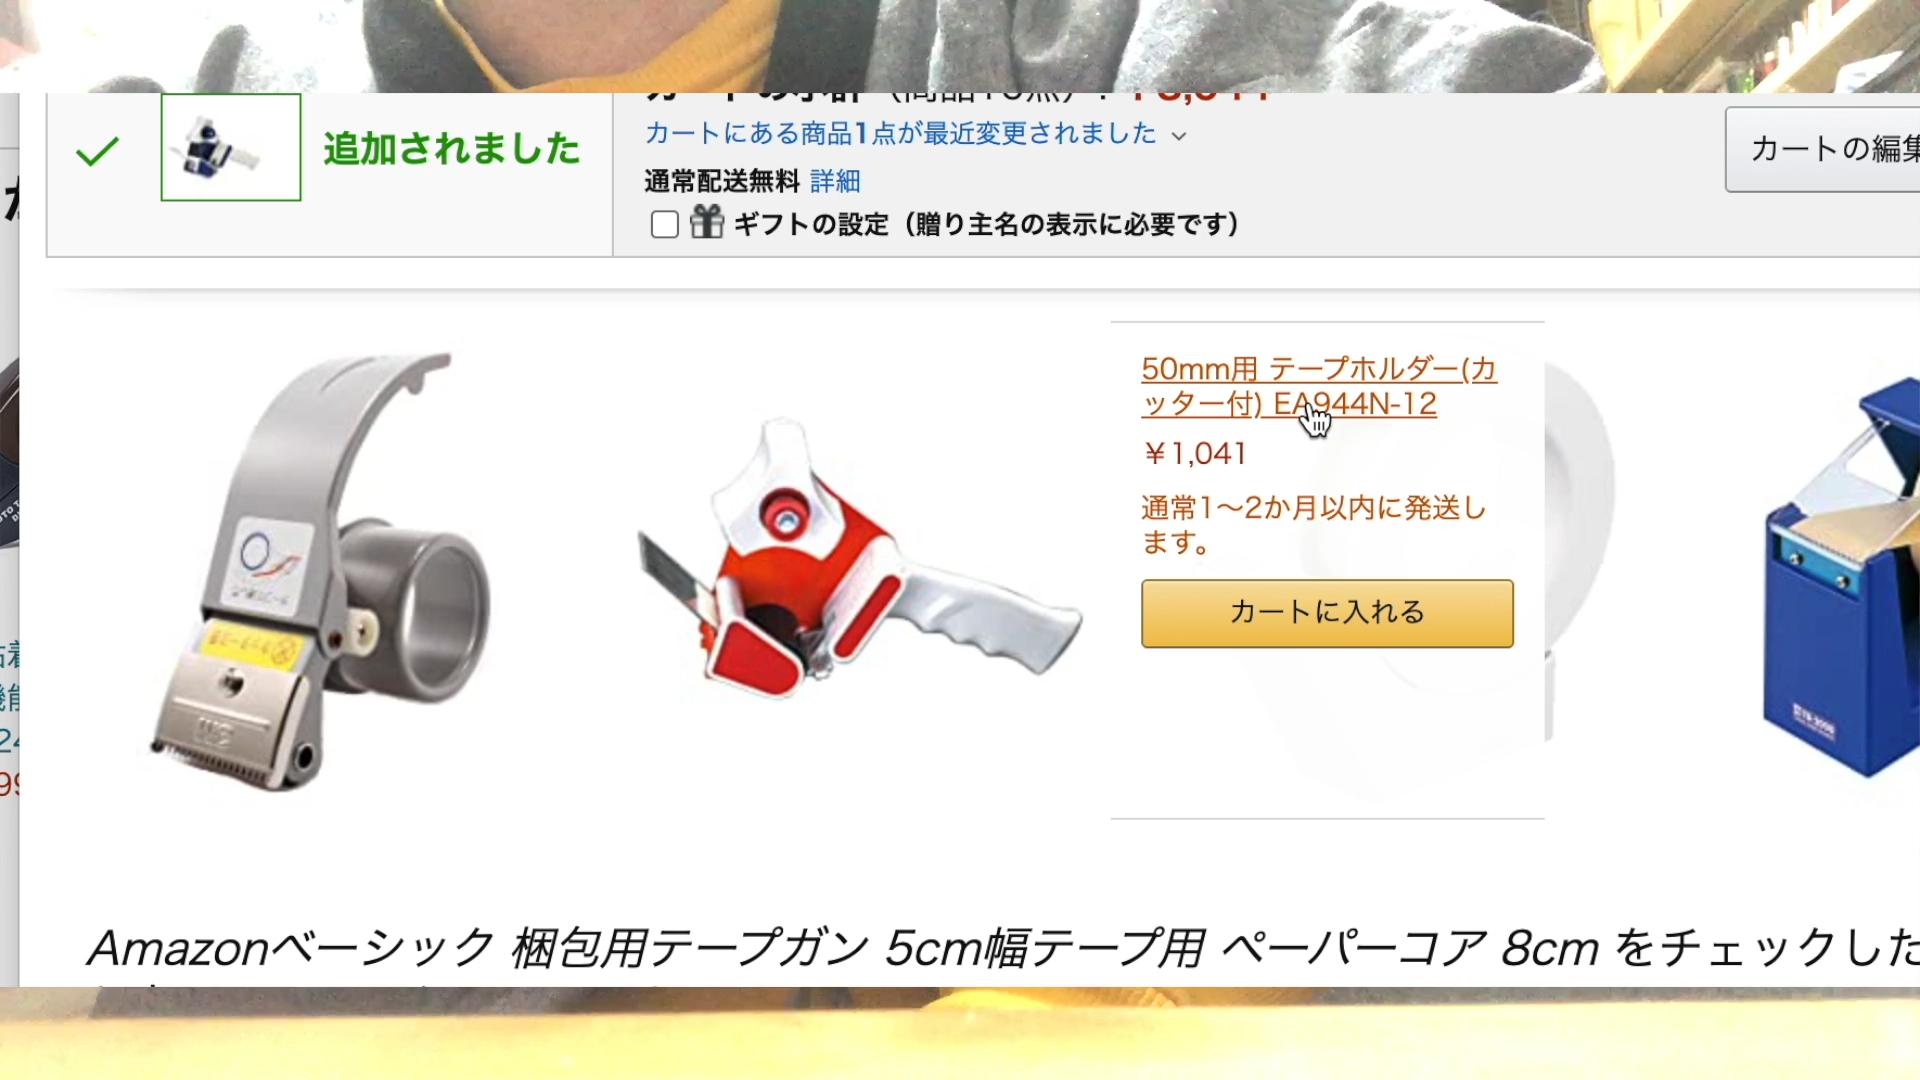 追加されました
カートにある商品1点が最近変更されました
通常配送無料 詳細
ギフトの設定（贈り主名の表示に必要です）
カートの編集
50mm用 テープホルダー(カ
ッター付) EA944N-12
￥1,041
通常1〜2か月以内に発送し
ます。
カートに入れる
3M
Amazonベーシック 梱包用テープガン 5cm幅テープ用 ペーパーコア 8cm をチェックした